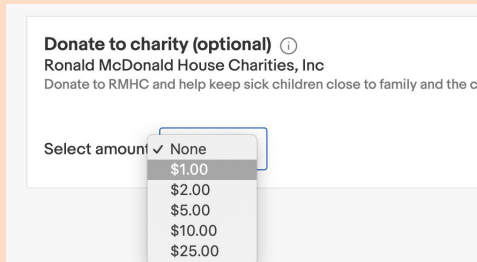 Donate to charity (optional) i
Ronald McDonald House Charities, Inc
Donate to RMHC and help keep sick children close to family and the
Select amount ✓ None
$1.00
$2.00
$5.00
$10.00
$25.00